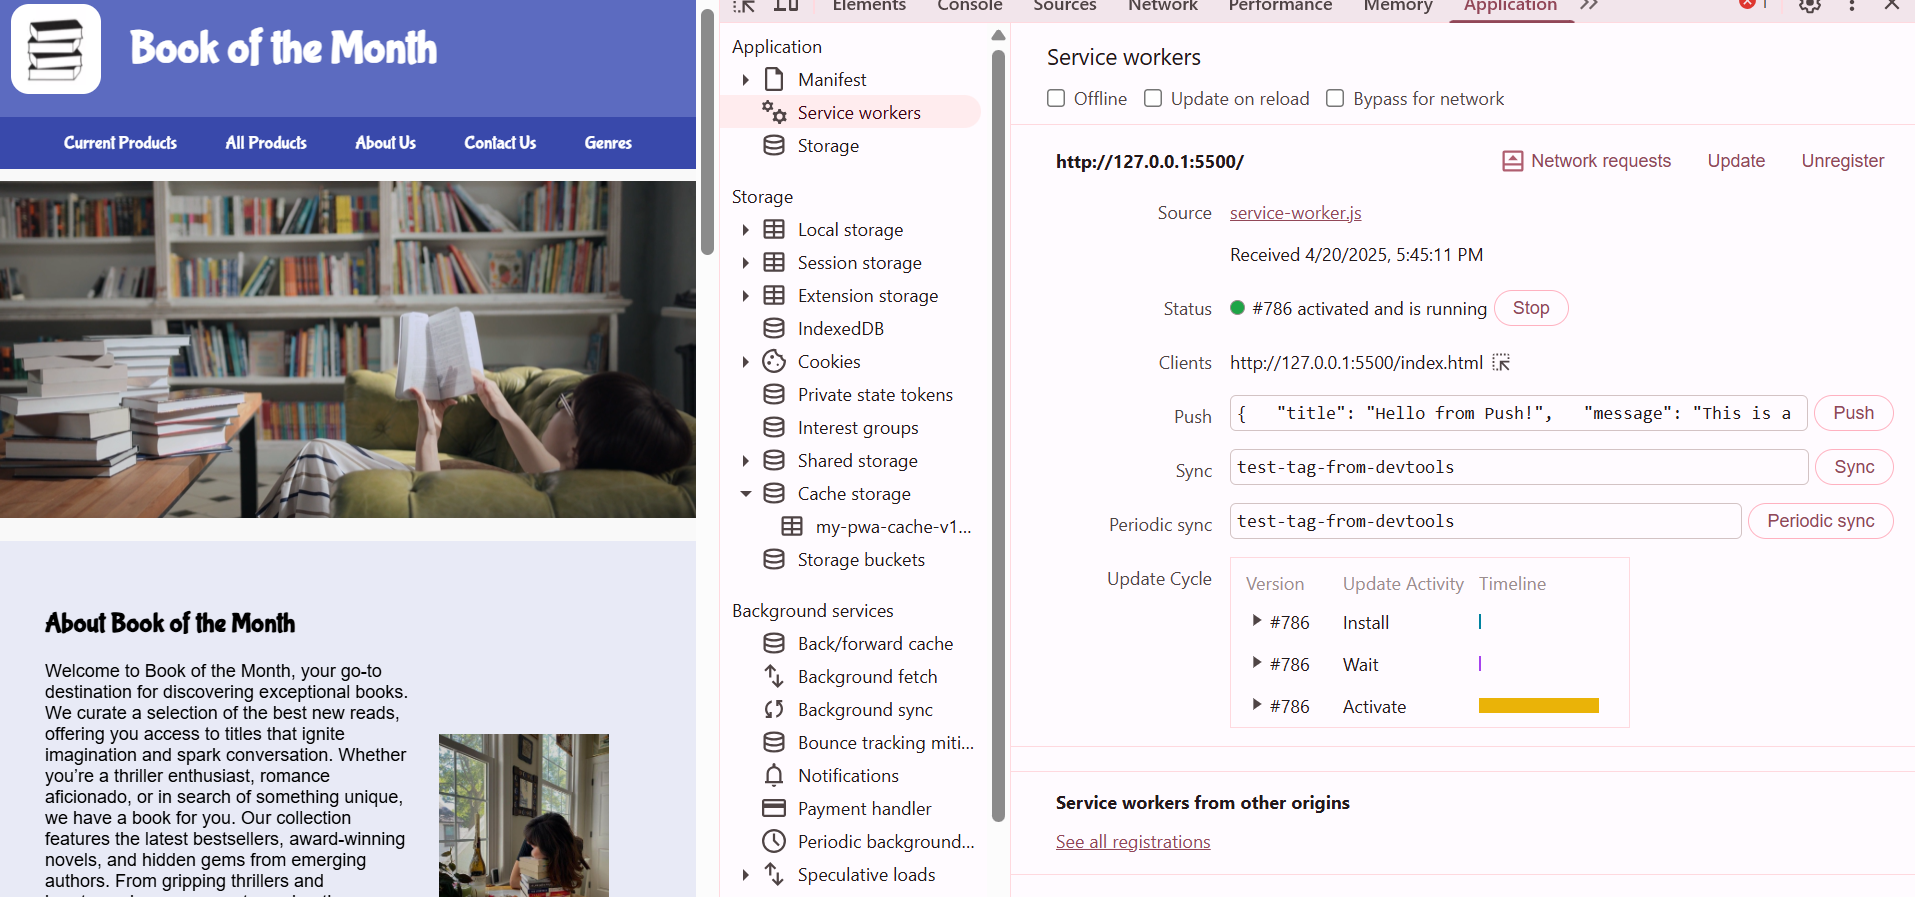 Book of the Month
Current Products
All Products
About Us
Contact Us
Genres
About Book of the Month
Welcome to Book of the Month, your go-to
destination for discovering exceptional books.
We curate a selection of the best new reads,
offering you access to titles that ignite
imagination and spark conversation. Whether
you're a thriller enthusiast, romance
aficionado, or in search of something unique,
we have a book for you. Our collection
features the latest bestsellers, award-winning
novels, and hidden gems from emerging
authors. From gripping thrillers and
Elements
Console
Sources
Network
Performance
Memory
Application
1
Application
Manifest
Service workers
Storage
Storage
Local storage
Session storage
Extension storage
IndexedDB
Cookies
Private state tokens
Interest groups
Shared storage
Cache storage
my-pwa-cache-v1...
Storage buckets
Background services
Back/forward cache
Background fetch
Background sync
Bounce tracking miti...
Notifications
Payment handler
Periodic background...
Speculative loads
Service workers
Offline
Update on reload
Bypass for network
http://127.0.0.1:5500/
Network requests
Update
Unregister
Source
service-worker.js
Received 4/20/2025, 5:45:11 PM
Status
#786 activated and is running
Stop
Clients
http://127.0.0.1:5500/index.html
Push
{ "title": "Hello from Push!", "message": "This is a
Push
Sync
test-tag-from-devtools
Sync
Periodic sync
test-tag-from-devtools
Periodic sync
Update Cycle
Version Update Activity Timeline
#786 Install
#786 Wait
#786 Activate
Service workers from other origins
See all registrations